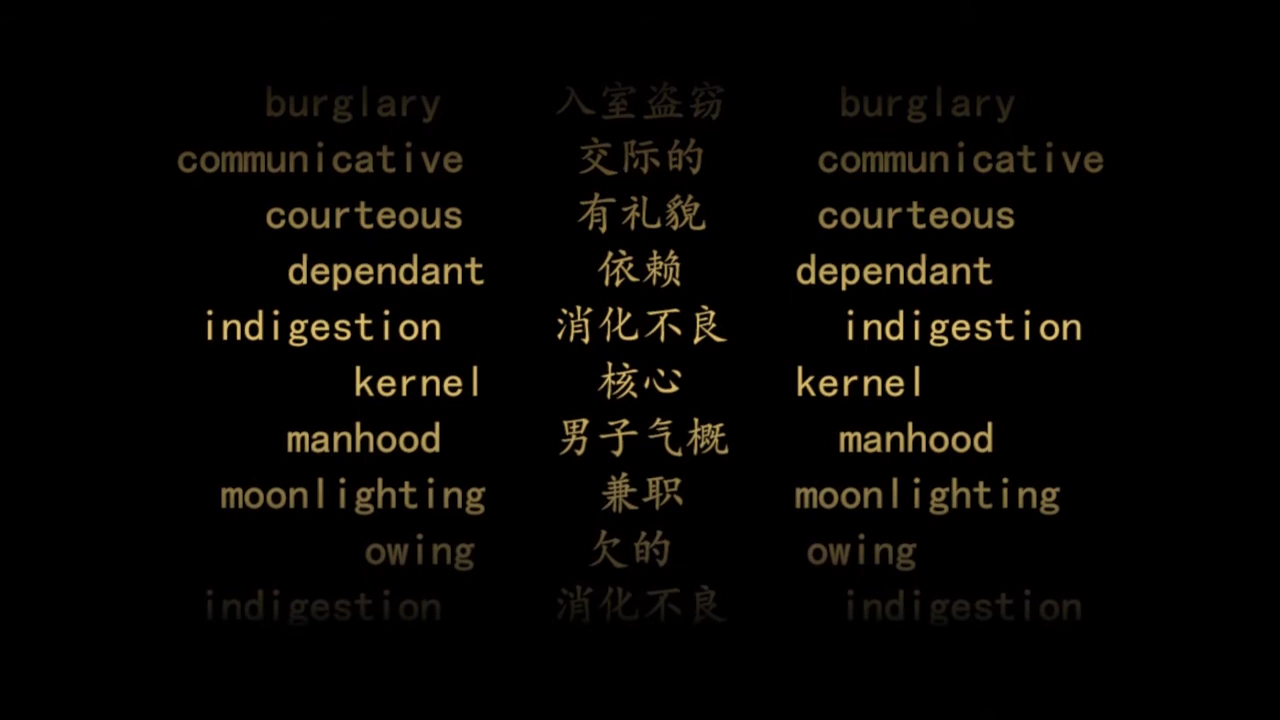 burglary 入室盗窃 burglary
communicative 交际的 communicative
courteous 有礼貌 courteous
dependant 依赖 dependant
indigestion 消化不良 indigestion
kernel 核心 kernel
manhood 男子气概 manhood
moonlighting 兼职 moonlighting
owing 欠的 owing
indigestion 消化不良 indigestion